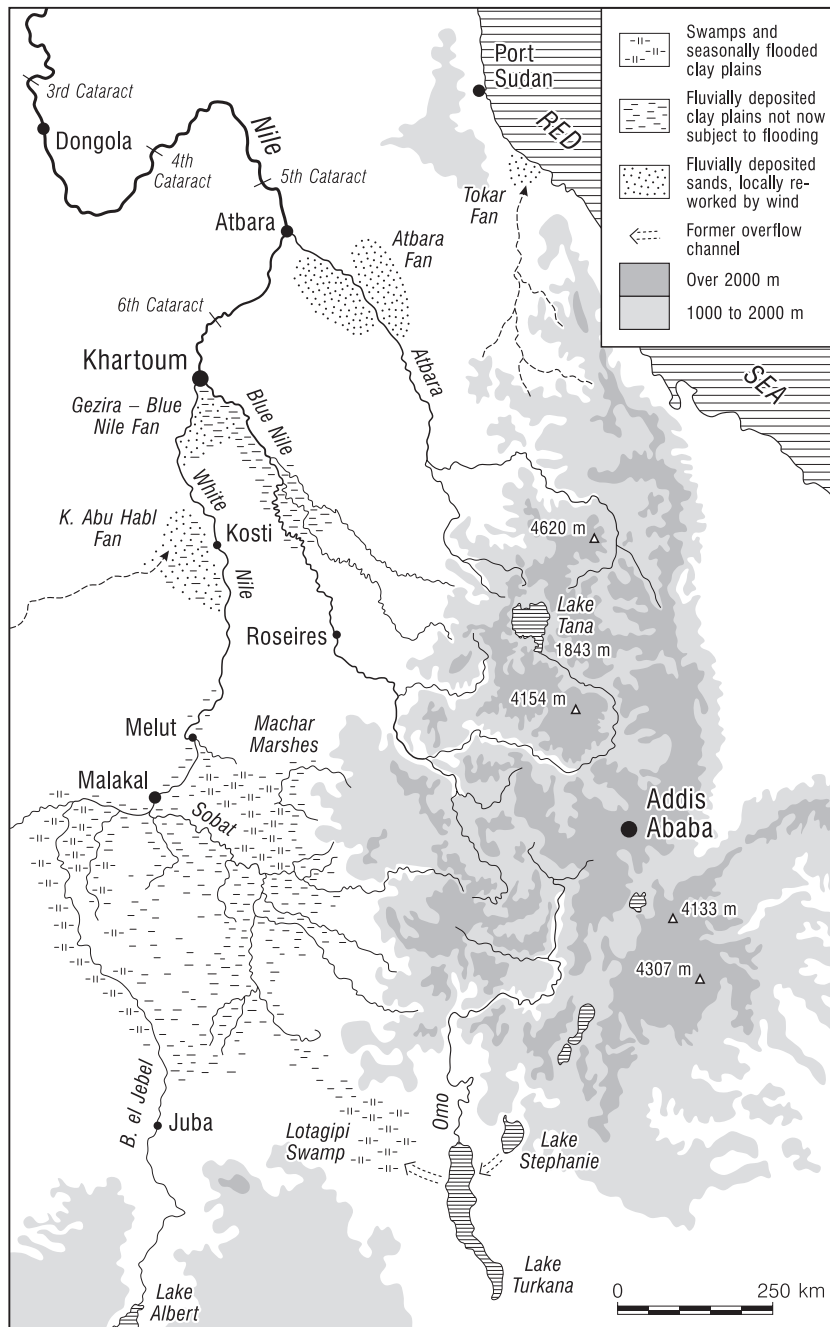 Port
Sudan
RED
SEA
3rd Cataract
Dongola
4th
Cataract
Nile
5th Cataract
Atbara
Atbara
Fan
Tokar
Fan
6th Cataract
Khartoum
Atbara
Gezira – Blue
Nile Fan
Blue Nile
White
Nile
K. Abu Habl
Fan
Kosti
4620 m
Lake
Tana
1843 m
Roseires
4154 m
Melut
Machar
Marshes
Malakal
Sobat
Addis
Ababa
4133 m
4307 m
B. el Jebel
Juba
Lotagipi
Swamp
Omo
Lake
Stephanie
Lake
Turkana
Lake
Albert
Swamps and
seasonally flooded
clay plains
Fluvially deposited
clay plains not now
subject to flooding
Fluvially deposited
sands, locally re-
worked by wind
Former overflow
channel
Over 2000 m
1000 to 2000 m
0 250 km